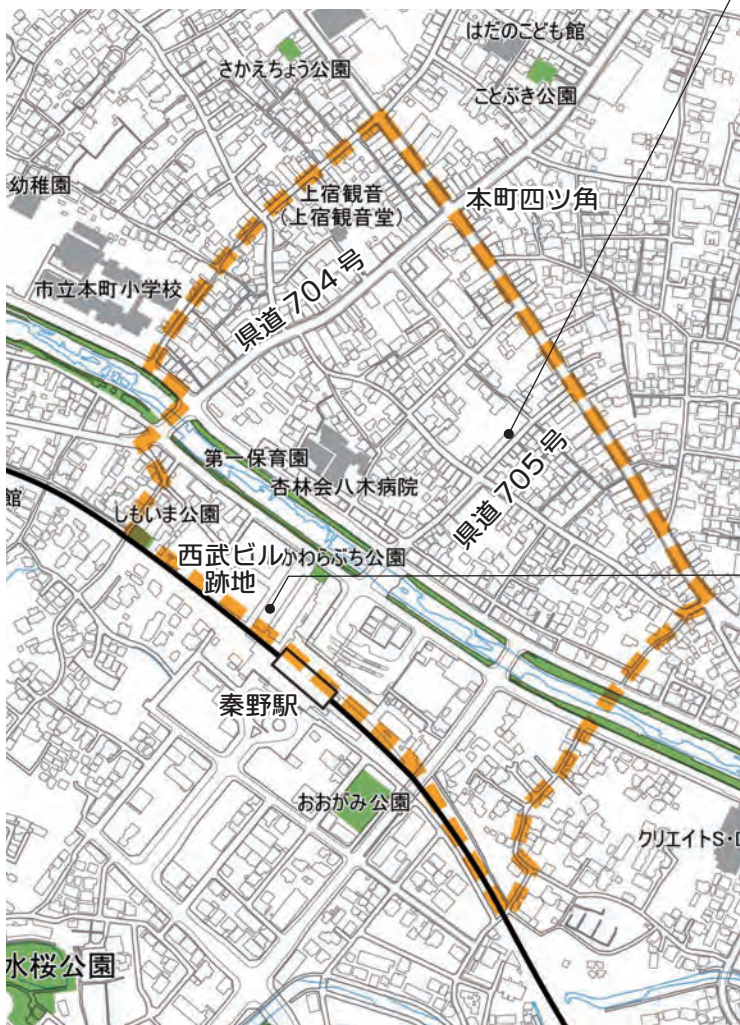 はだのこども館
さかえちょう公園
ことぶき公園
幼稚園
上宿観音
(上宿観音堂)
本町四ツ角
市立本町小学校
県道704号
第一保育園
杏林会八木病院
県道705号
館
しもいま公園
西武ビル
跡地
かわらぶち公園
秦野駅
おおがみ公園
クリエイトS・D
水桜公園